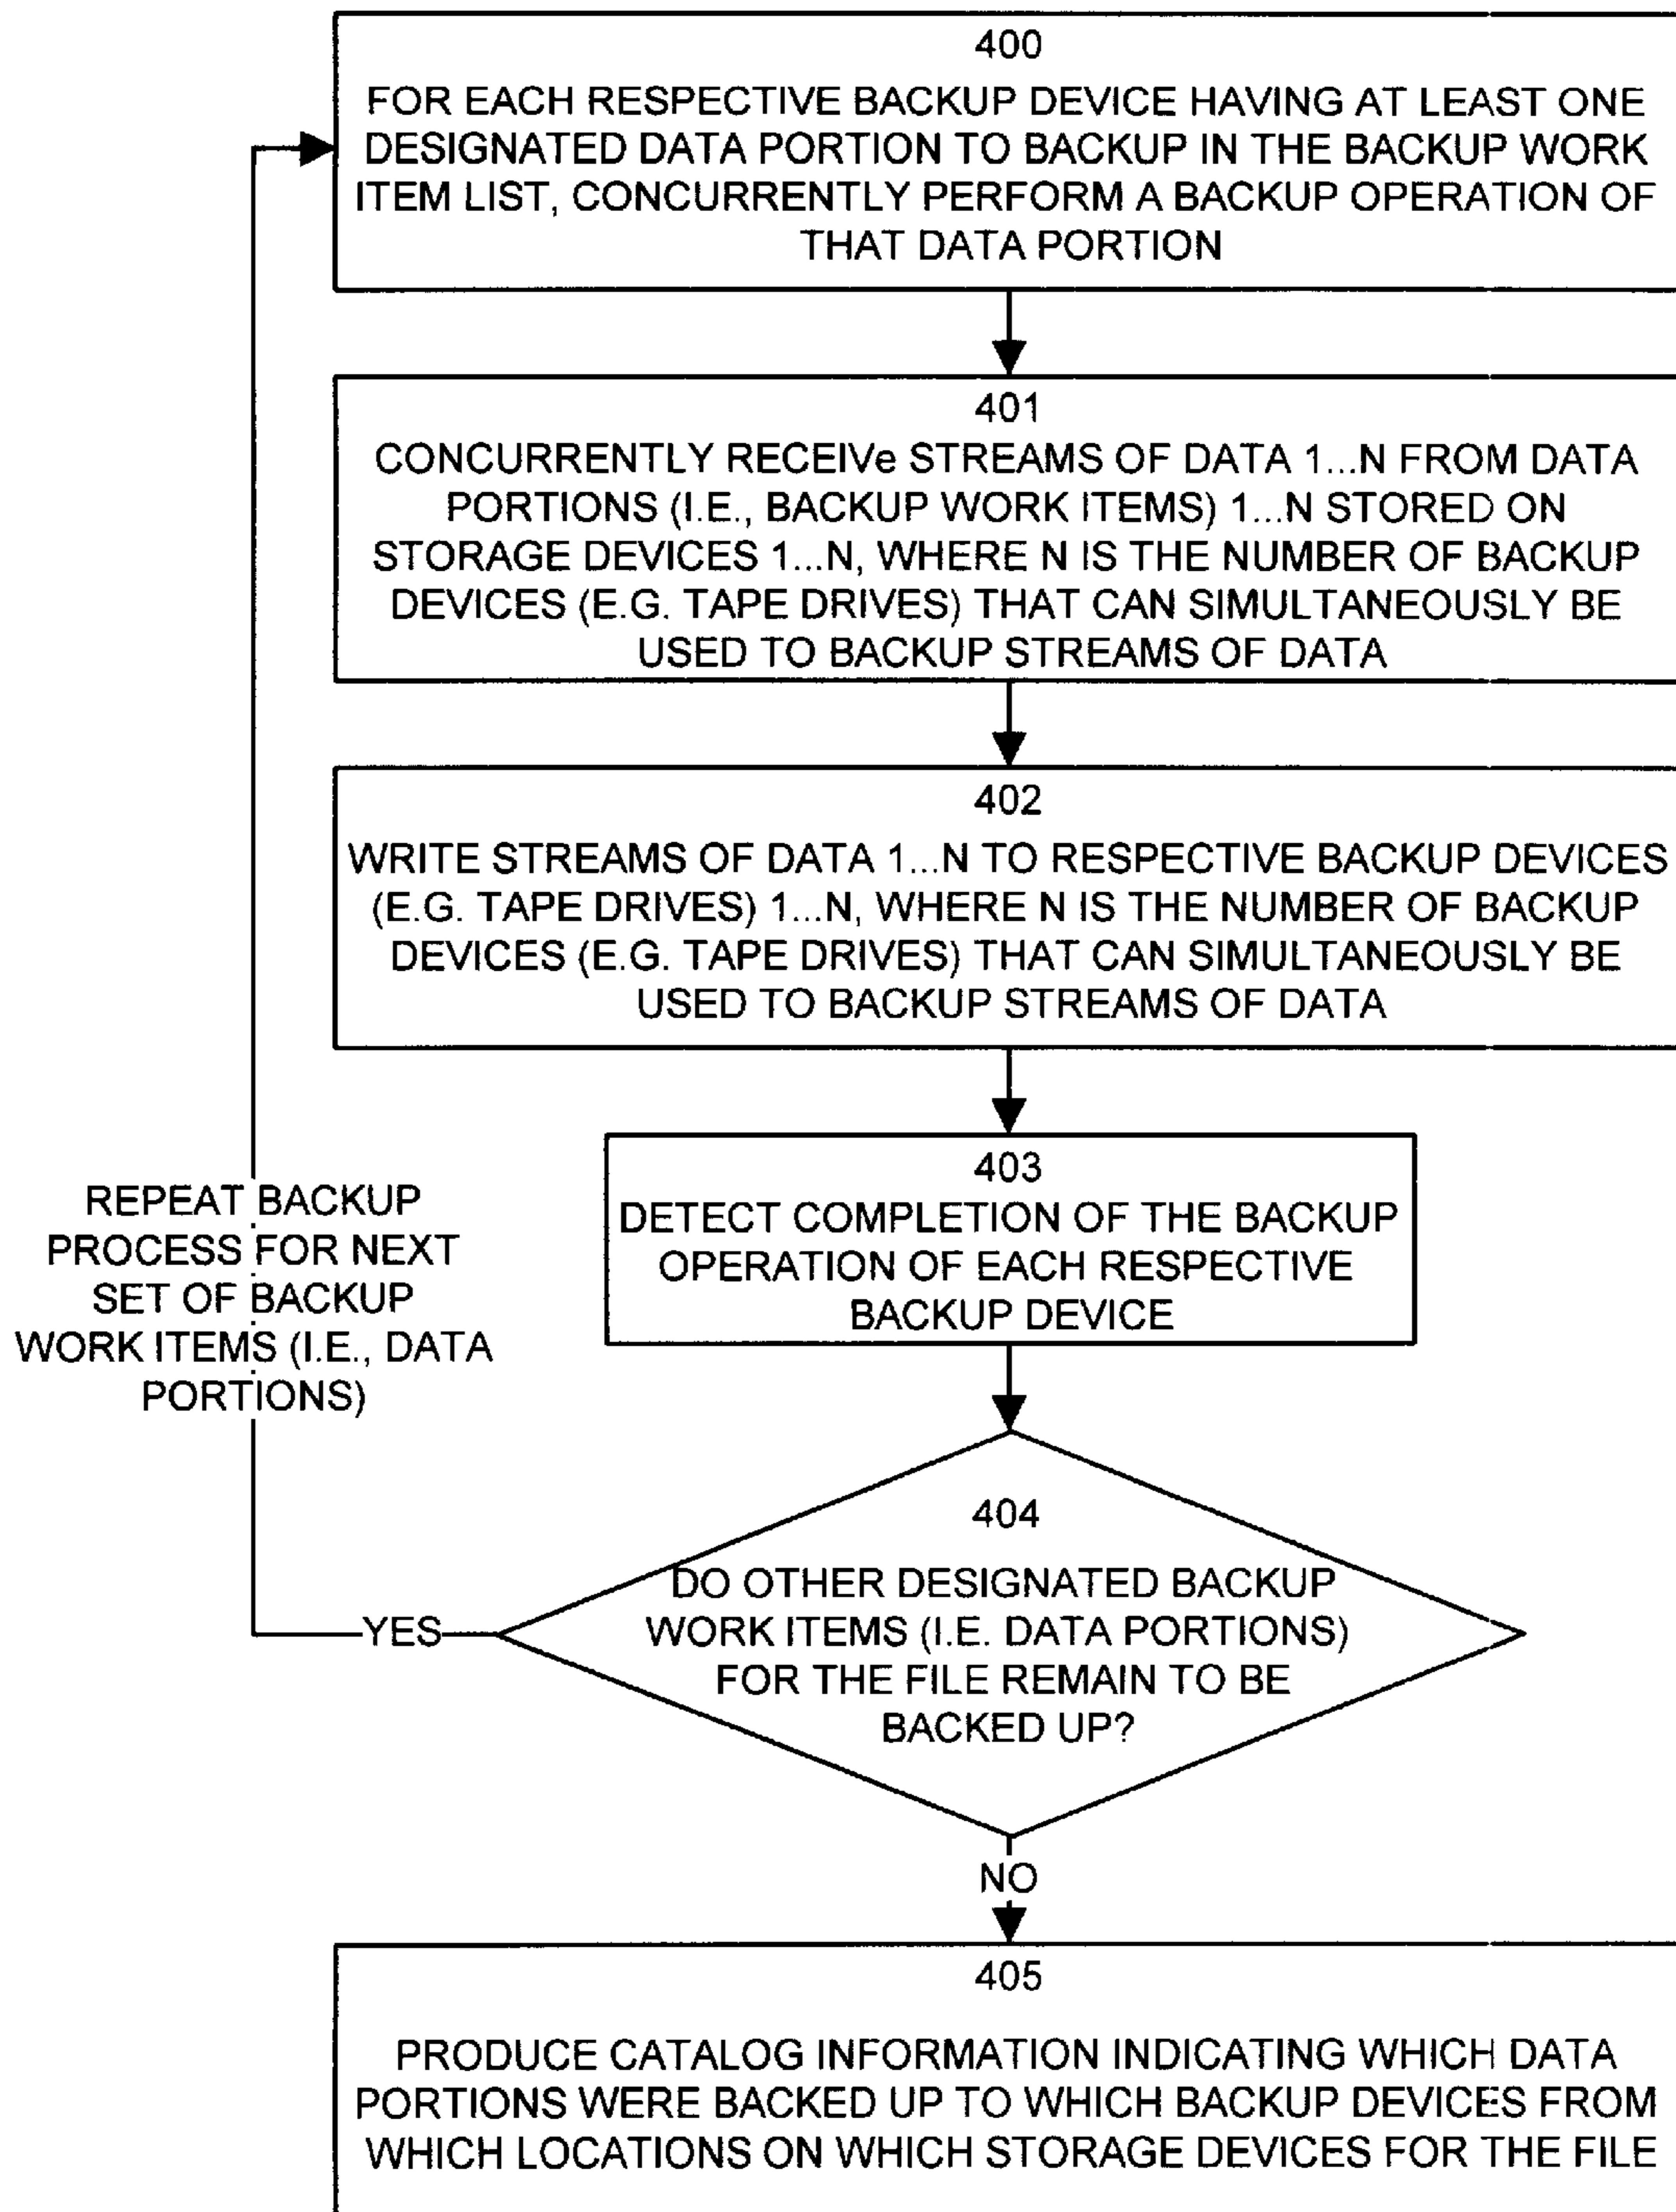 400
FOR EACH RESPECTIVE BACKUP DEVICE HAVING AT LEAST ONE
DESIGNATED DATA PORTION TO BACKUP IN THE BACKUP WORK
ITEM LIST, CONCURRENTLY PERFORM A BACKUP OPERATION OF
THAT DATA PORTION
401
CONCURRENTLY RECEIVe STREAMS OF DATA 1...N FROM DATA
PORTIONS (I.E., BACKUP WORK ITEMS) 1...N STORED ON
STORAGE DEVICES 1...N, WHERE N IS THE NUMBER OF BACKUP
DEVICES (E.G. TAPE DRIVES) THAT CAN SIMULTANEOUSLY BE
USED TO BACKUP STREAMS OF DATA
402
WRITE STREAMS OF DATA 1...N TO RESPECTIVE BACKUP DEVICES
(E.G. TAPE DRIVES) 1...N, WHERE N IS THE NUMBER OF BACKUP
DEVICES (E.G. TAPE DRIVES) THAT CAN SIMULTANEOUSLY BE
USED TO BACKUP STREAMS OF DATA
403
DETECT COMPLETION OF THE BACKUP
OPERATION OF EACH RESPECTIVE
BACKUP DEVICE
REPEAT BACKUP
PROCESS FOR NEXT
SET OF BACKUP
WORK ITEMS (I.E., DATA
PORTIONS)
404
DO OTHER DESIGNATED BACKUP
WORK ITEMS (I.E. DATA PORTIONS)
FOR THE FILE REMAIN TO BE
BACKED UP?
YES
NO
405
PRODUCE CATALOG INFORMATION INDICATING WHICH DATA
PORTIONS WERE BACKED UP TO WHICH BACKUP DEVICES FROM
WHICH LOCATIONS ON WHICH STORAGE DEVICES FOR THE FILE